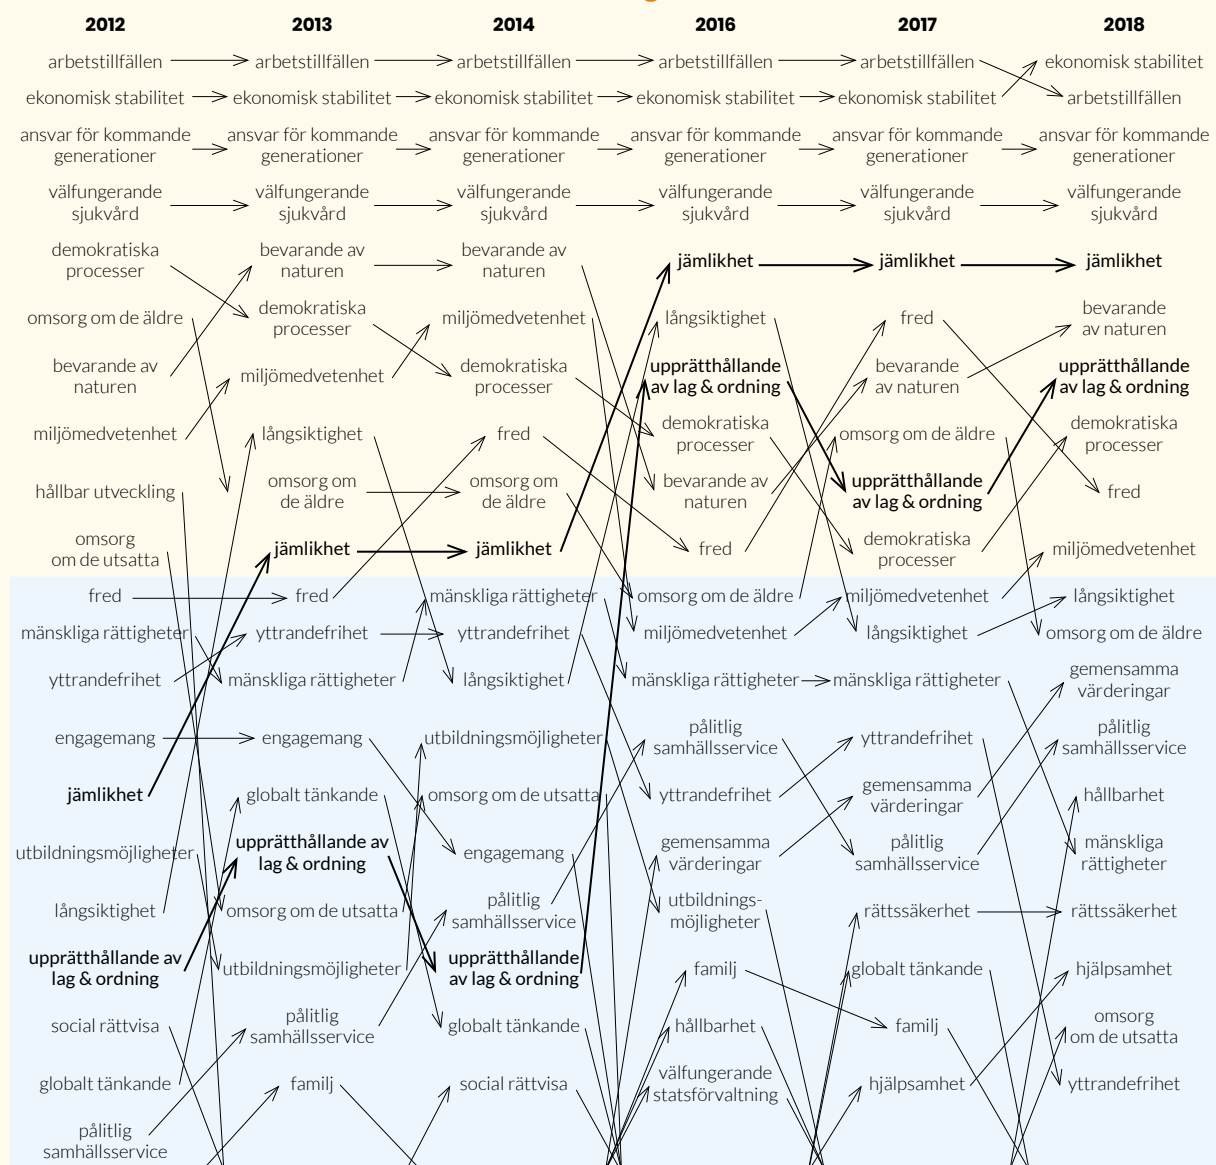 2012
2013
2014
2016
2017
2018
arbetstillfällen
arbetstillfällen
arbetstillfällen
arbetstillfällen
arbetstillfällen
ekonomisk stabilitet
ekonomisk stabilitet
ekonomisk stabilitet
ekonomisk stabilitet
ekonomisk stabilitet
ekonomisk stabilitet
arbetstillfällen
ansvar för kommande
generationer
ansvar för kommande
generationer
ansvar för kommande
generationer
ansvar för kommande
generationer
ansvar för kommande
generationer
ansvar för kommande
generationer
välfungerande
sjukvård
välfungerande
sjukvård
välfungerande
sjukvård
välfungerande
sjukvård
välfungerande
sjukvård
välfungerande
sjukvård
demokratiska
processer
bevarande av
naturen
bevarande av
naturen
jämlikhet
jämlikhet
jämlikhet
omsorg om de äldre
demokratiska
processer
miljömedvetenhet
långsiktighet
fred
bevarande
av naturen
bevarande av
naturen
miljömedvetenhet
demokratiska
processer
upprätthållande
av lag & ordning
bevarande
av naturen
upprätthållande
av lag & ordning
miljömedvetenhet
långsiktighet
fred
demokratiska
processer
omsorg om de äldre
demokratiska
processer
hållbar utveckling
omsorg om
de äldre
omsorg om
de äldre
bevarande av
naturen
upprätthållande
av lag & ordning
fred
omsorg
om de utsatta
jämlikhet
jämlikhet
fred
demokratiska
processer
miljömedvetenhet
fred
fred
mänskliga rättigheter
omsorg om de äldre
miljömedvetenhet
långsiktighet
mänskliga rättigheter
yttrandefrihet
yttrandefrihet
miljömedvetenhet
långsiktighet
omsorg om de äldre
yttrandefrihet
mänskliga rättigheter
långsiktighet
mänskliga rättigheter
mänskliga rättigheter
gemensamma
värderingar
engagemang
engagemang
utbildningsmöjligheter
pålitlig
samhällsservice
yttrandefrihet
pålitlig
samhällsservice
jämlikhet
globalt tänkande
omsorg om de utsatta
yttrandefrihet
gemensamma
värderingar
hållbarhet
utbildningsmöjligheter
upprätthållande av
lag & ordning
engagemang
gemensamma
värderingar
pålitlig
samhällsservice
mänskliga
rättigheter
långsiktighet
omsorg om de utsatta
pålitlig
samhällsservice
utbildnings-
möjligheter
rättssäkerhet
rättssäkerhet
upprätthållande av
lag & ordning
utbildningsmöjligheter
upprätthållande
av lag & ordning
familj
globalt tänkande
hjälpsamhet
social rättvisa
pålitlig
samhällsservice
globalt tänkande
hållbarhet
familj
omsorg
om de utsatta
globalt tänkande
familj
social rättvisa
välfungerande
statsförvaltning
hjälpsamhet
yttrandefrihet
pålitlig
samhällsservice